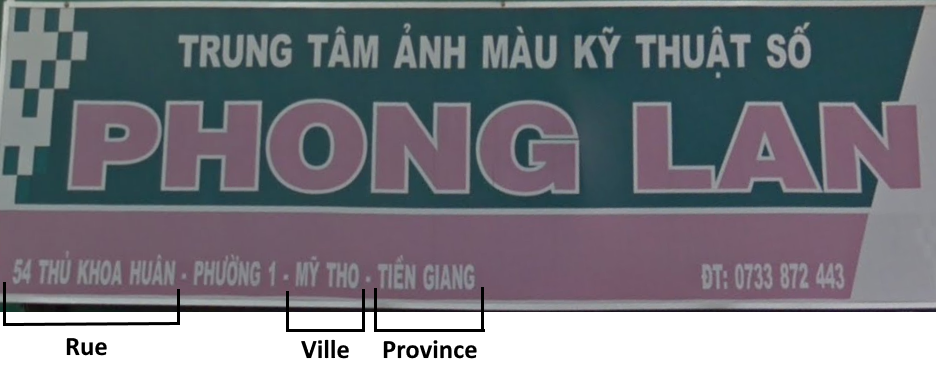 TRUNG TÂM ẢNH MÀU KỸ THUẬT SỐ
PHONG LAN
54 THỦ KHOA HUÂN - PHƯỜNG 1 - MỸ THO - TIỀN GIANG
ĐT: 0733 872 443
Rue
Ville
Province